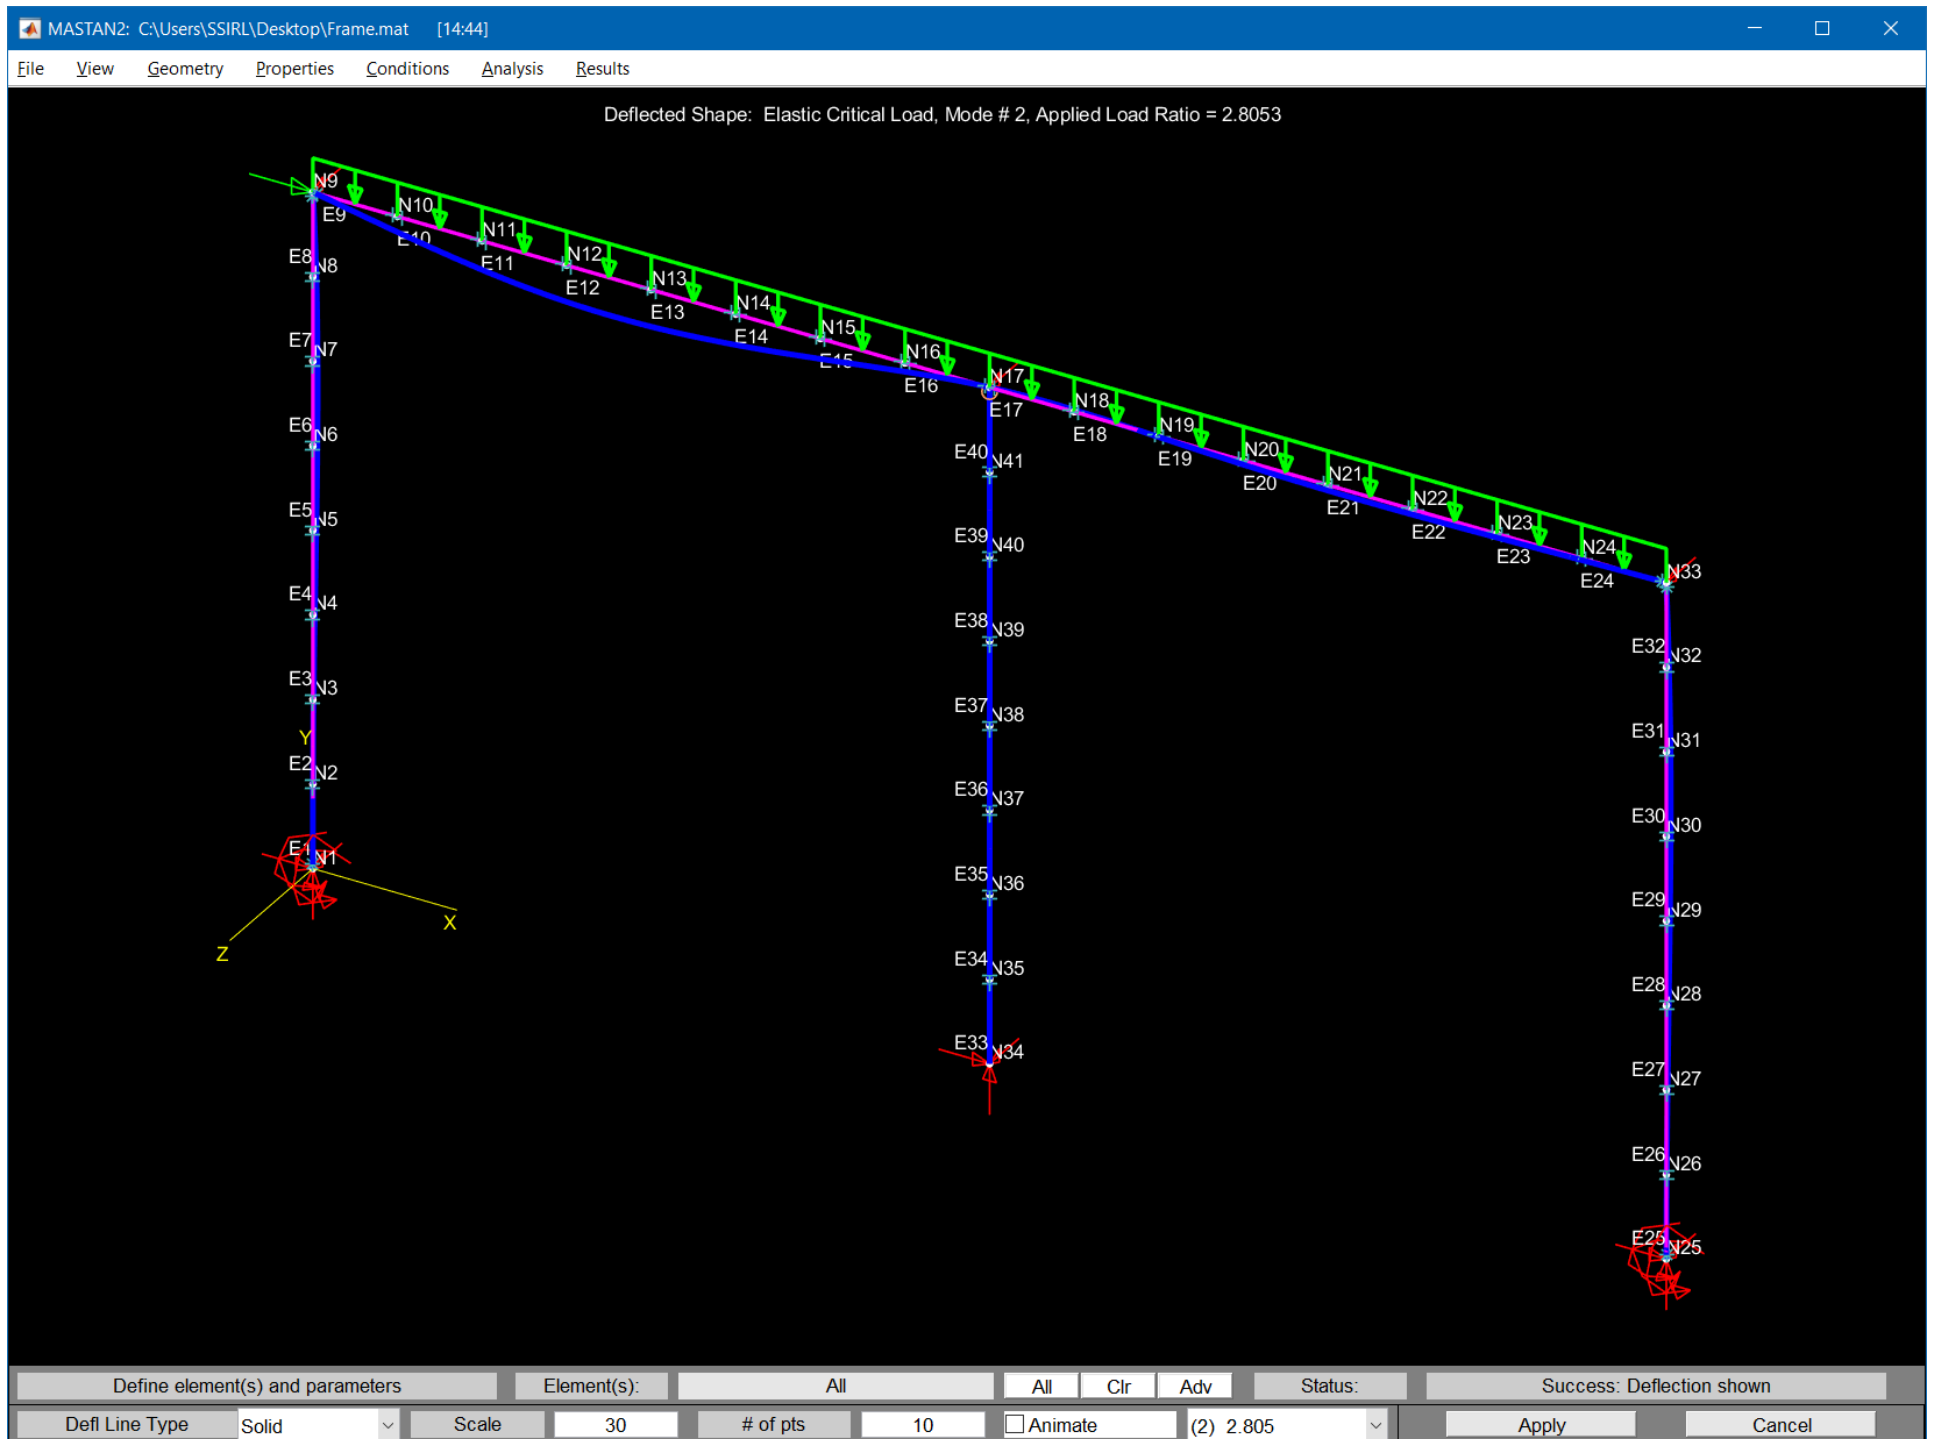 MASTAN2: C:\Users\SSIRL\Desktop\Frame.mat [14:44]
File View Geometry Properties Conditions Analysis Results
Deflected Shape: Elastic Critical Load, Mode # 2, Applied Load Ratio = 2.8053
N9
E9
N10
E10
N11
E11
N12
E12
N13
E13
N14
E14
N15
E15
N16
E16
N17
E17
N18
E18
N19
E19
N20
E20
N21
E21
N22
E22
N23
E23
N24
E24
N33
E8 N8
E7 N7
E6 N6
E5 N5
E4 N4
E3 N3
Y
E2 N2
E1 N1
X
Z
E40 N41
E39 N40
E38 N39
E37 N38
E36 N37
E35 N36
E34 N35
E33 N34
E32 N32
E31 N31
E30 N30
E29 N29
E28 N28
E27 N27
E26 N26
E25 N25
Define element(s) and parameters Element(s): All All Clr Adv Status: Success: Deflection shown
Defl Line Type Solid Scale 30 # of pts 10 Animate (2) 2.805 Apply Cancel